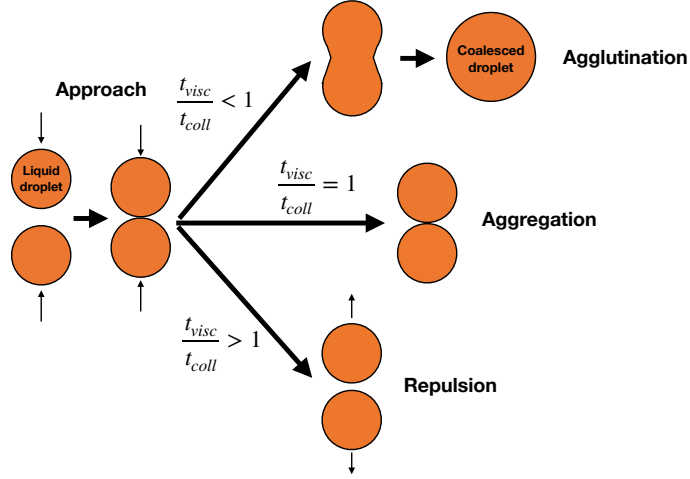 Approach
Liquid
droplet
t_visc
t_coll
< 1
Coalesced
droplet
Agglutination
t_visc
t_coll
= 1
Aggregation
t_visc
t_coll
> 1
Repulsion